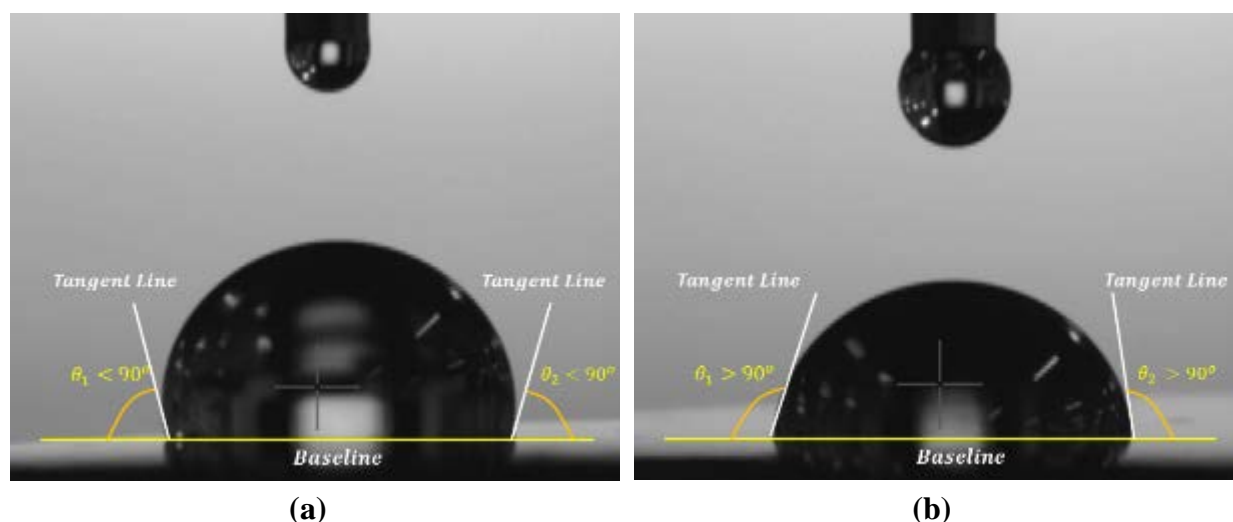 Tangent Line Tangent Line
θ₁ < 90° θ₂ < 90°
Baseline
(a)
Tangent Line Tangent Line
θ₁ > 90° θ₂ > 90°
Baseline
(b)